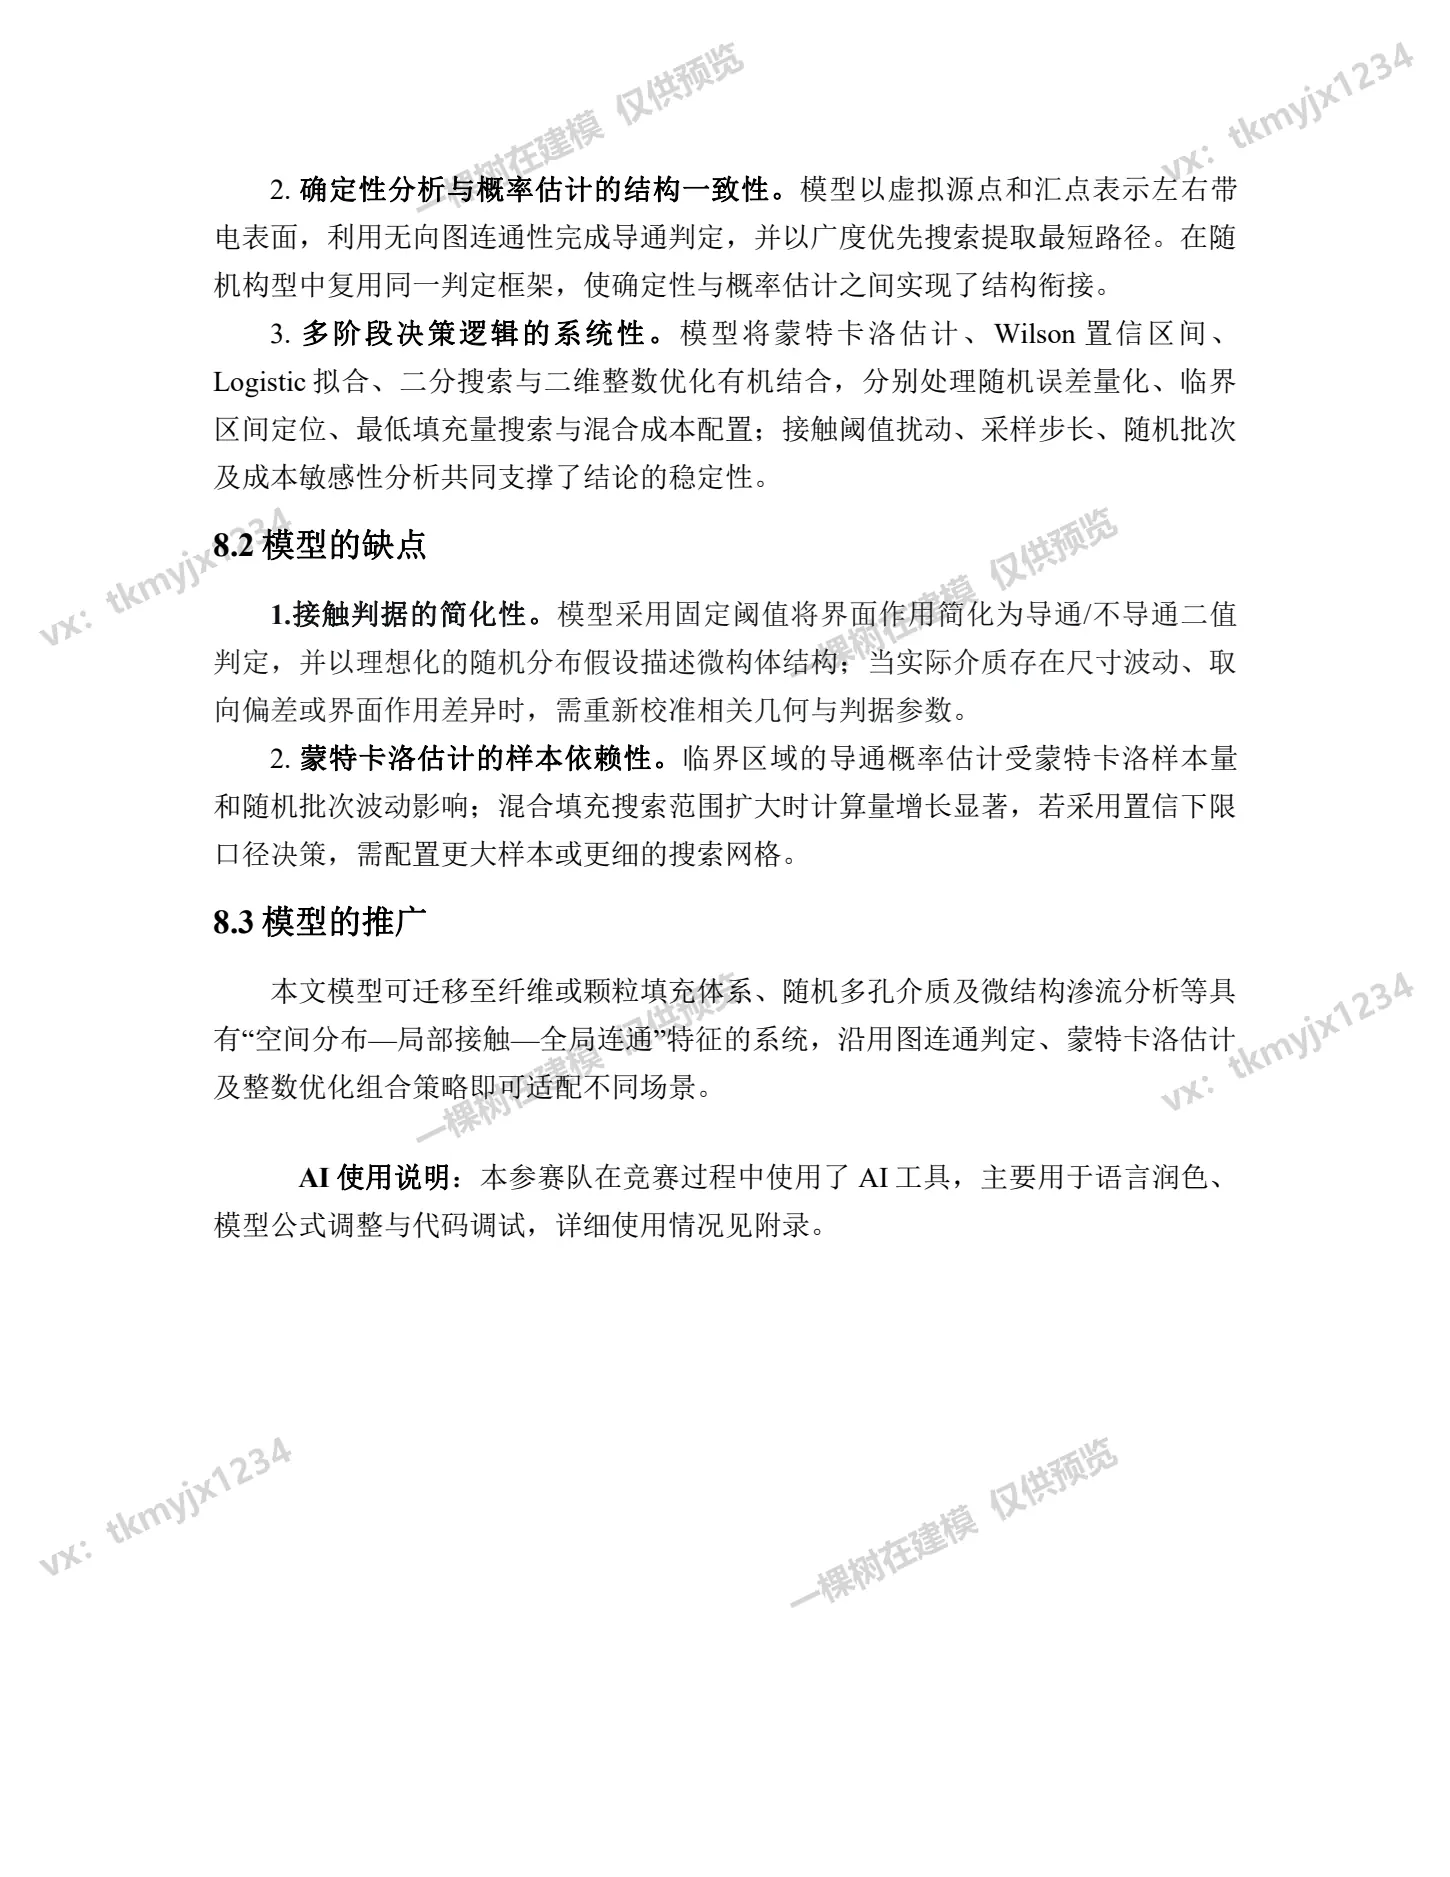 一棵树在建模 仅供预览
vx: tkmyjx1234
2. 确定性分析与概率估计的结构一致性。模型以虚拟源点和汇点表示左右带
电表面，利用无向图连通性完成导通判定，并以广度优先搜索提取最短路径。在随
机构型中复用同一判定框架，使确定性与概率估计之间实现了结构衔接。
3. 多阶段决策逻辑的系统性。模型将蒙特卡洛估计、Wilson 置信区间、
Logistic 拟合、二分搜索与二维整数优化有机结合，分别处理随机误差量化、临界
区间定位、最低填充量搜索与混合成本配置；接触阈值扰动、采样步长、随机批次
及成本敏感性分析共同支撑了结论的稳定性。
vx: tkmyjx1234
一棵树在建模 仅供预览
8.2 模型的缺点
1.接触判据的简化性。模型采用固定阈值将界面作用简化为导通/不导通二值
判定，并以理想化的随机分布假设描述微构体结构；当实际介质存在尺寸波动、取
向偏差或界面作用差异时，需重新校准相关几何与判据参数。
2. 蒙特卡洛估计的样本依赖性。临界区域的导通概率估计受蒙特卡洛样本量
和随机批次波动影响；混合填充搜索范围扩大时计算量增长显著，若采用置信下限
口径决策，需配置更大样本或更细的搜索网格。
8.3 模型的推广
本文模型可迁移至纤维或颗粒填充体系、随机多孔介质及微结构渗流分析等具
有“空间分布—局部接触—全局连通”特征的系统，沿用图连通判定、蒙特卡洛估计
及整数优化组合策略即可适配不同场景。
一棵树在建模 仅供预览
vx: tkmyjx1234
AI 使用说明：本参赛队在竞赛过程中使用了 AI 工具，主要用于语言润色、
模型公式调整与代码调试，详细使用情况见附录。
vx: tkmyjx1234
一棵树在建模 仅供预览